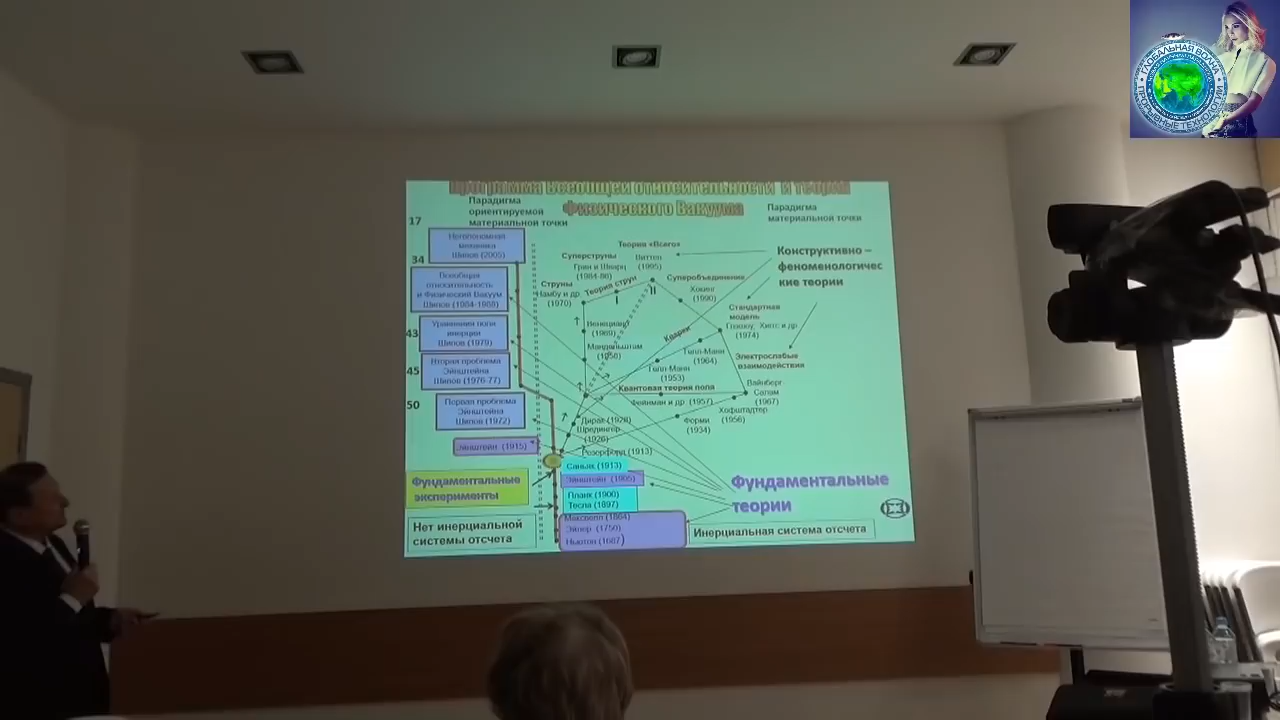 Программа Всеобщей относительности и теории
Физического Вакуума
Парадигма
ориентируемой
материальной точки
Парадигма
материальной точки
17
механика
Шипов (2005)
34
Всеобщая
относительность
и Физический Вакуум
Шипов (1984-1988)
43
Уравнения поля
инерции
Шипов (1979)
45
Вторая проблема
Эйнштейна
Шипов (1976-77)
50
Первая проблема
Эйнштейна
Шипов (1972)
Эйнштейн (1915)
Фундаментальные
эксперименты
Нет инерциальной
системы отсчета
Теория «Всего»
Виттен
(1995)
Суперструны
Грин и Шварц
(1984-86)
Струны
Намбу и др.
(1970)
Теория струн
I
II
Суперобъединение
Хокинг
(1990)
Конструктивно –
феноменологичес
кие теории
Стандартная
модель
Глэшоу, Хиггс и др.
(1974)
Венециано
(1969)
Мандельштам
(1958)
Кварки
Гелл-Манн
(1964)
Гелл-Манн
(1953)
Электрослабые
взаимодействия
Квантовая теория поля
Вайнберг
Салам
(1967)
Фейнман и др. (1957)
Хофштадтер
(1956)
Ферми
(1934)
Дирак (1928)
Шредингер
(1926)
Резерфорд (1913)
Саньяк (1913)
Эйнштейн (1905)
Планк (1900)
Тесла (1897)
Максвелл (1864)
Эйлер (1750)
Ньютон (1687)
Фундаментальные
теории
Инерциальная система отсчета
ГЛОБАЛЬНАЯ ВОЛНА
ПРОРЫВНЫЕ ТЕХНОЛОГИИ